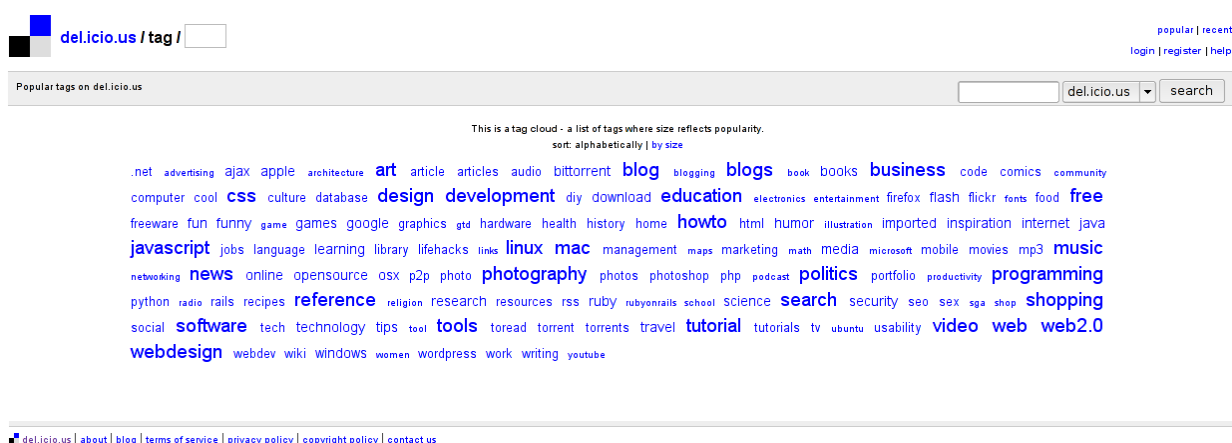 del.icio.us / tag /
popular | recent
login | register | help
Popular tags on del.icio.us
del.icio.us search
This is a tag cloud - a list of tags where size reflects popularity.
sort: alphabetically | by size
.net advertising ajax apple architecture art article articles audio bittorrent blog blogging blogs book books business code comics community
computer cool css culture database design development diy download education electronics entertainment firefox flash flickr fonts food free
freeware fun funny game games google graphics gtd hardware health history home howto html humor illustration imported inspiration internet java
javascript jobs language learning library lifehacks links linux mac management maps marketing math media microsoft mobile movies mp3 music
networking news online opensource osx p2p photo photography photos photoshop php podcast politics portfolio productivity programming
python radio rails recipes reference religion research resources rss ruby rubyonrails school science search security seo sex sga shop shopping
social software tech technology tips tool tools toread torrent torrents travel tutorial tutorials tv ubuntu usability video web web2.0
webdesign webdev wiki windows women wordpress work writing youtube
del.icio.us | about | blog | terms of service | privacy policy | copyright policy | contact us